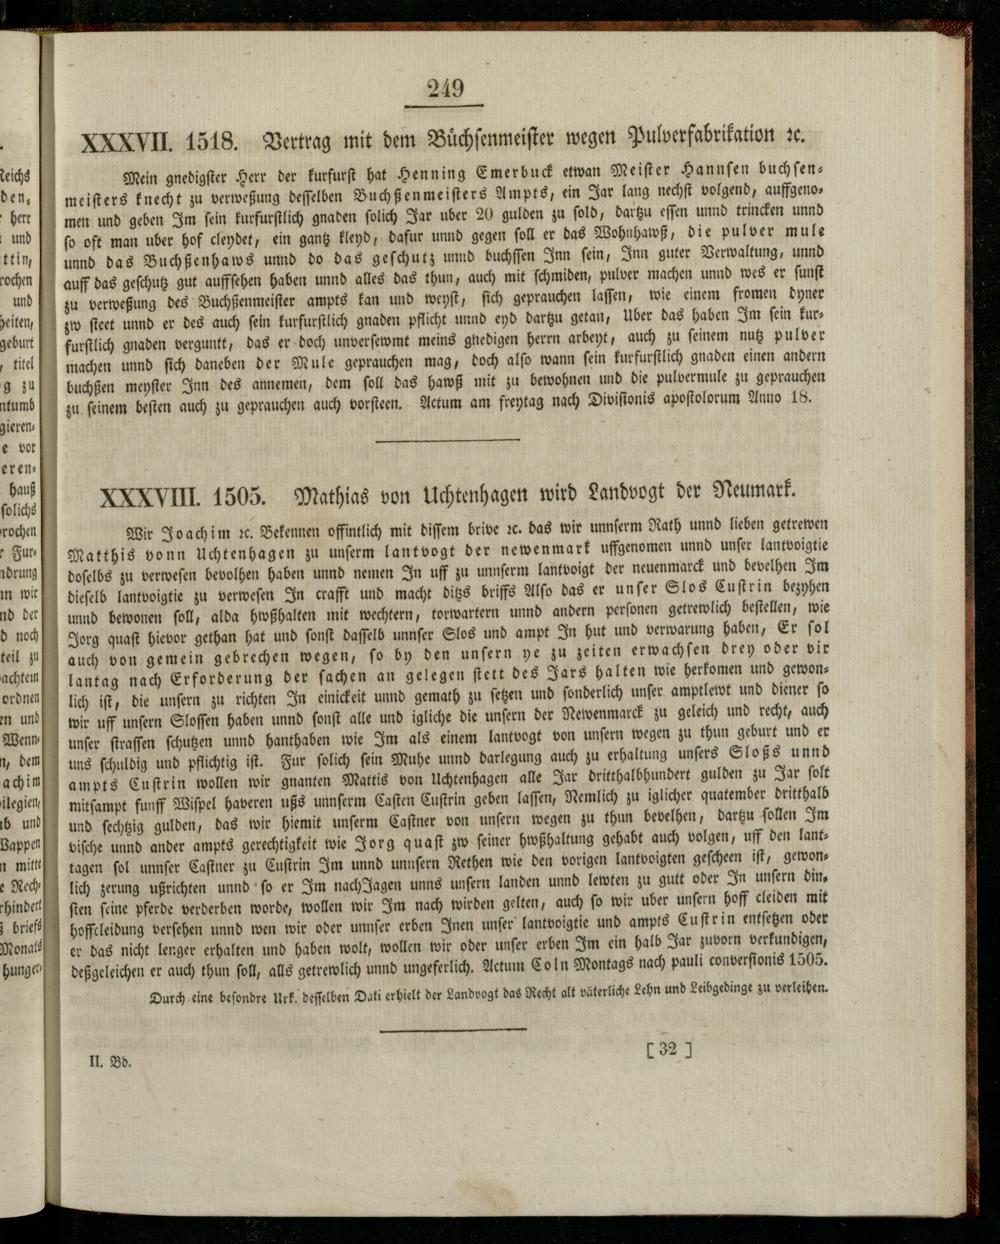 249
XXXVII. 1518. Vertrag mit dem Büchsenmeister wegen Pulverfabrikation ꝛc.
Mein gnedigster Herr der kurfurst hat Henning Emerbuck etwan Meister Hannsen buchsen-
meisters knecht zu verweßung desselben Buchßenmeisters Ampts, ein Jar lang nechst volgend, auffgeno-
men und geben Im sein kurfurstlich gnaden solich Jar uber 20 gulden zu sold, dartzu essen unnd trincken unnd
so oft man uber hof cleydet, ein gantz kleyd, dafur unnd gegen soll er das Wohnhawß, die pulver mule
unnd das Buchßenhaws unnd do das geschutz unnd buchssen Inn sein, Inn guter Verwaltung, unnd
auff das geschutz gut auffsehen haben unnd alles das thun, auch mit schmiden, pulver machen unnd wes er sunst
zu verweßung des Buchßenmeister ampts kan und weyst, sich geprauchen lassen, wie einem fromen dyner
zw steet unnd er des auch sein kurfurstlich gnaden pflicht unnd eyd dartzu getan, Uber das haben Im sein kur-
furstlich gnaden verguntt, das er doch unversewmt meins gnedigen herrn arbeyt, auch zu seinem nutz pulver
machen unnd sich daneben der Mule geprauchen mag, doch also wann sein kurfurstlich gnaden einen andern
buchßen meyster Inn des annemen, dem soll das hawß mit zu bewohnen und die pulvermule zu geprauchen
zu seinem besten auch zu geprauchen auch vorsteen. Actum am freytag nach Divisionis apostolorum Anno 18.
XXXVIII. 1505. Mathias von Uchtenhagen wird Landvogt der Neumark.
Wir Joachim ꝛc. Bekennen offintlich mit dissem brive ꝛc. das wir unnserm Rath unnd lieben getrewen
Matthis vonn Uchtenhagen zu unserm lantvogt der newenmark uffgenomen unnd unser lantvoigtie
doselbs zu verwesen bevolhen haben unnd nemen In uff zu unnserm lantvoigt der neuenmarck und bevelhen Im
dieselb lantvoigtie zu verwesen In crafft und macht ditzs briffs Also das er unser Slos Custrin bezyhen
unnd bewonen soll, alda hwßhalten mit wechtern, torwartern unnd andern personen getrewlich bestellen, wie
Jorg quast hievor gethan hat und sonst dasselb unnser Slos und ampt In hut und verwarung haben, Er sol
auch von gemein gebrechen wegen, so by den unsern ye zu zeiten erwachsen drey oder vir
lantag nach Erforderung der sachen an gelegen stett des Jars halten wie herkomen und gewon-
lich ist, die unsern zu richten In einickeit unnd gemath zu setzen und sonderlich unser amptlewt und diener so
wir uff unsern Slossen haben unnd sonst alle und igliche die unsern der Newenmarck zu geleich und recht, auch
unser strassen schutzen unnd hanthaben wie Im als einem lantvogt von unsern wegen zu thun geburt und er
uns schuldig und pflichtig ist. Fur solich sein Muhe unnd darlegung auch zu erhaltung unsers Sloßs unnd
ampts Custrin wollen wir gnanten Mattis von Uchtenhagen alle Jar dritthalbhundert gulden zu Jar solt
mitsampt funff Wispel haveren ußs unnserm Casten Custrin geben lassen, Nemlich zu iglicher quatember dritthalb
und sechtzig gulden, das wir hiemit unserm Castner von unsern wegen zu thun bevelhen, dartzu sollen Im
vische unnd ander ampts gerechtigkeit wie Jorg quast zw seiner hwßhaltung gehabt auch volgen, uff den lant-
tagen sol unnser Castner zu Custrin Im unnd unnsern Rethen wie den vorigen lantvoigten gescheen ist, gewon-
lich zerung ußrichten unnd so er Im nachJagen unns unsern landen unnd lewten zu gutt oder In unsern din-
sten seine pferde verderben worde, wollen wir Im nach wirden gelten, auch so wir uber unsern hoff cleiden mit
hoffcleidung versehen unnd wen wir oder unnser erben Inen unser lantvoigtie und ampts Custrin entsetzen oder
er das nicht lenger erhalten und haben wolt, wollen wir oder unser erben Im ein halb Jar zuvorn verkundigen,
deßgeleichen er auch thun soll, alls getrewlich unnd ungeferlich. Actum Coln Montags nach pauli conversionis 1505.
Durch eine besondre Urk. desselben Dati erhielt der Landvogt das Recht alt väterliche Lehn und Leibgedinge zu verleihen.
II. Bd. [ 32 ]